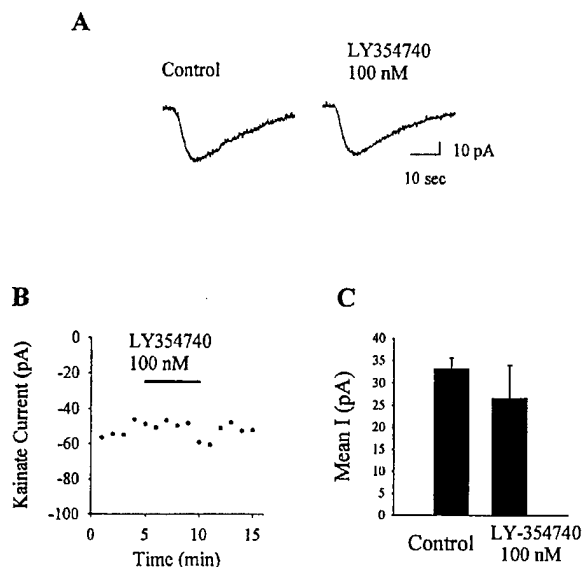 A
Control
LY354740
100 nM
10 pA
10 sec
B
LY354740
100 nM
Kainate Current (pA)
0
-20
-40
-60
-80
-100
0
5
10
15
Time (min)
C
Mean I (pA)
40
35
30
25
20
15
10
5
0
Control
LY-354740
100 nM